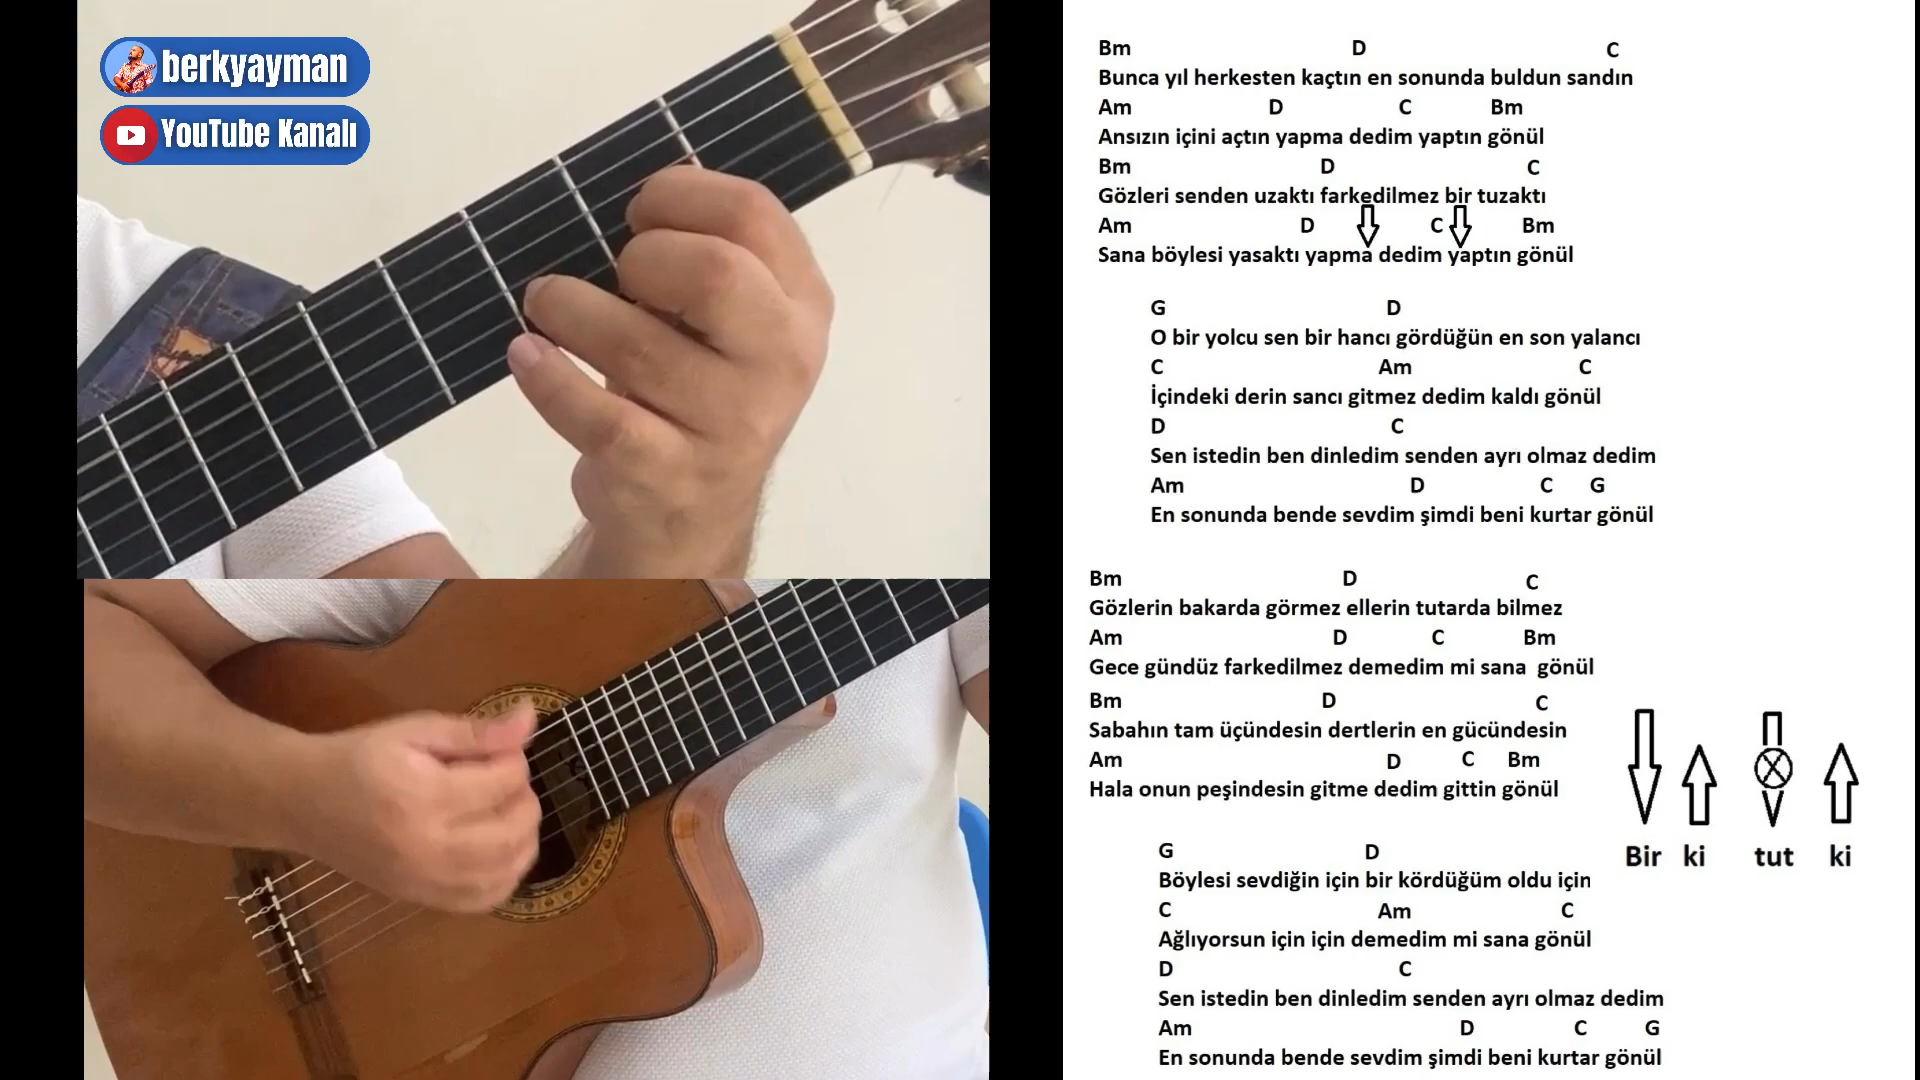 berkyayman
YouTube Kanalı
Bm D C
Bunca yıl herkesten kaçtın en sonunda buldun sandın
Am D C Bm
Ansızın içini açtın yapma dedim yaptın gönül
Bm D C
Gözleri senden uzaktı farkedilmez bir tuzaktı
Am D C Bm
Sana böylesi yasaktı yapma dedim yaptın gönül
G D
O bir yolcu sen bir hancı gördüğün en son yalancı
C Am C
İçindeki derin sancı gitmez dedim kaldı gönül
D C
Sen istedin ben dinledim senden ayrı olmaz dedim
Am D C G
En sonunda bende sevdim şimdi beni kurtar gönül
Bm D C
Gözlerin bakarda görmez ellerin tutarda bilmez
Am D C Bm
Gece gündüz farkedilmez demedim mi sana gönül
Bm D C
Sabahın tam üçündesin dertlerin en gücündesin
Am D C Bm
Hala onun peşindesin gitme dedim gittin gönül
Bir ki tut ki
G D
Böylesi sevdiğin için bir kördüğüm oldu için
C Am C
Ağlıyorsun için için demedim mi sana gönül
D C
Sen istedin ben dinledim senden ayrı olmaz dedim
Am D C G
En sonunda bende sevdim şimdi beni kurtar gönül